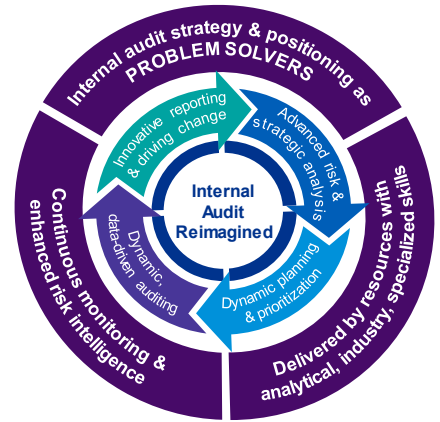 Internal audit strategy & positioning as
PROBLEM SOLVERS
Innovative reporting
& driving change
Advanced risk &
strategic analysis
Internal
Audit
Reimagined
Dynamic,
data-driven auditing
Dynamic planning
& prioritization
Continuous monitoring &
enhanced risk intelligence
Delivered by resources with
analytical, industry, specialized skills